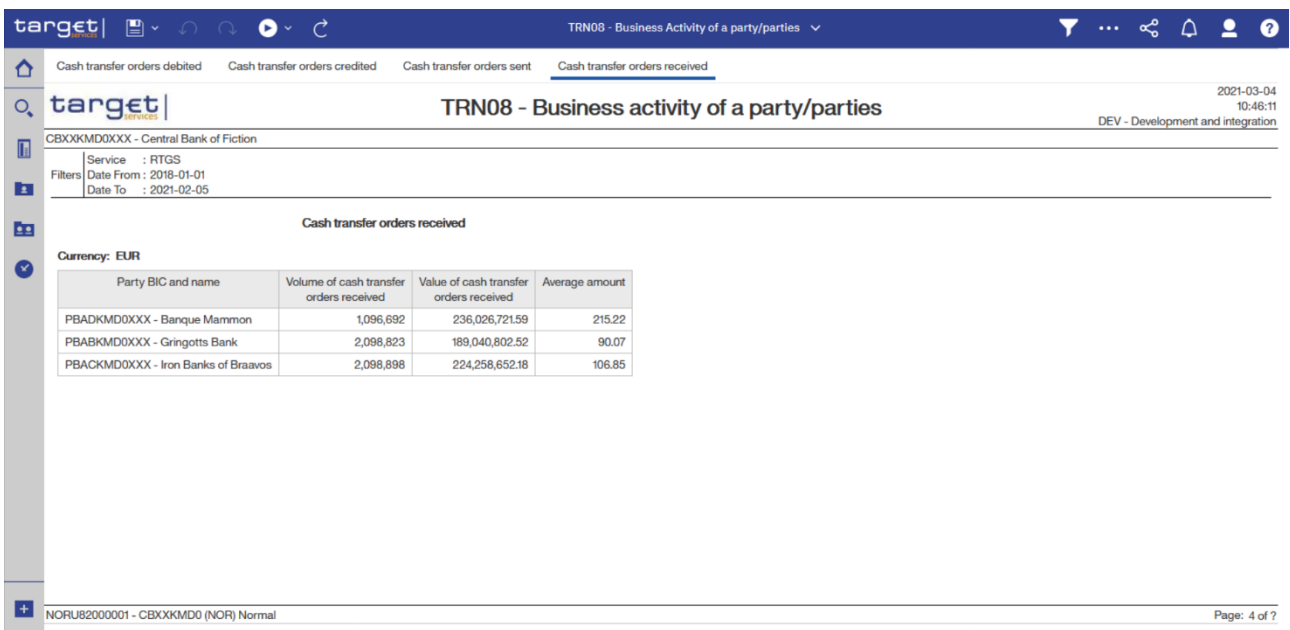 target|
services
TRN08 - Business Activity of a party/parties
Cash transfer orders debited Cash transfer orders credited Cash transfer orders sent Cash transfer orders received
target|
services
TRN08 - Business activity of a party/parties
2021-03-04
10:46:11
DEV - Development and integration
CBXXKMD0XXX - Central Bank of Fiction
Filters
Service : RTGS
Date From : 2018-01-01
Date To : 2021-02-05
Cash transfer orders received
Currency: EUR
Party BIC and name Volume of cash transfer orders received Value of cash transfer orders received Average amount
PBADKMD0XXX - Banque Mammon 1,096,692 236,026,721.59 215.22
PBABKMD0XXX - Gringotts Bank 2,098,823 189,040,802.52 90.07
PBACKMD0XXX - Iron Banks of Braavos 2,098,898 224,258,652.18 106.85
NORU82000001 - CBXXKMD0 (NOR) Normal Page: 4 of ?